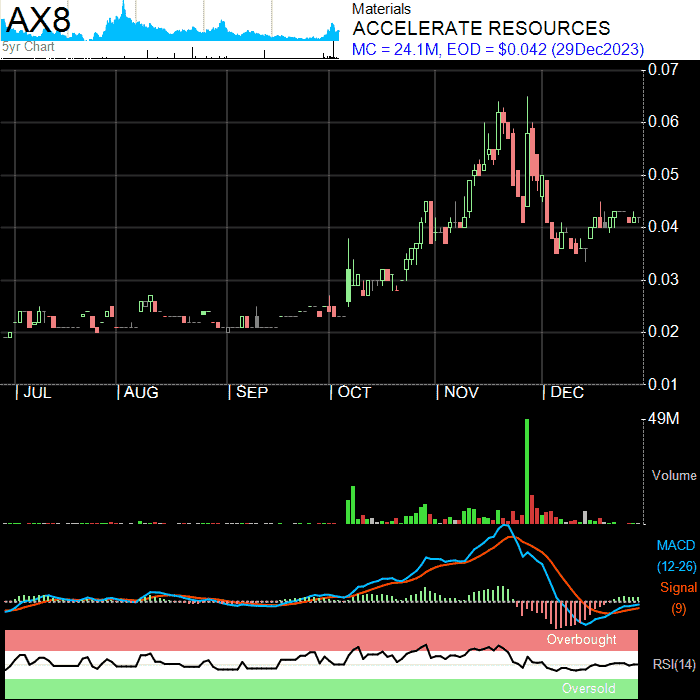 AX8
5yr Chart
Materials
ACCELERATE RESOURCES
MC = 24.1M, EOD = $0.042 (29Dec2023)
0.07
0.06
0.05
0.04
0.03
0.02
0.01
JUL AUG SEP OCT NOV DEC
49M
Volume
MACD
(12-26)
Signal
(9)
Overbought
RSI(14)
Oversold